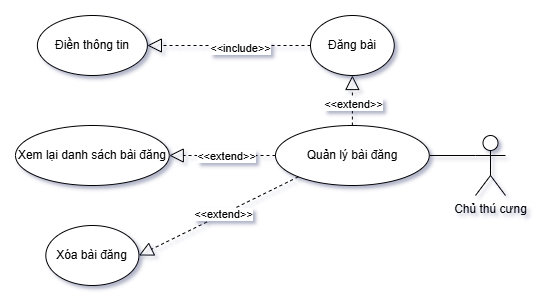 Điền thông tin
<<include>>
Đăng bài
<<extend>>
Xem lại danh sách bài đăng
<<extend>>
Quản lý bài đăng
Chủ thú cưng
<<extend>>
Xóa bài đăng